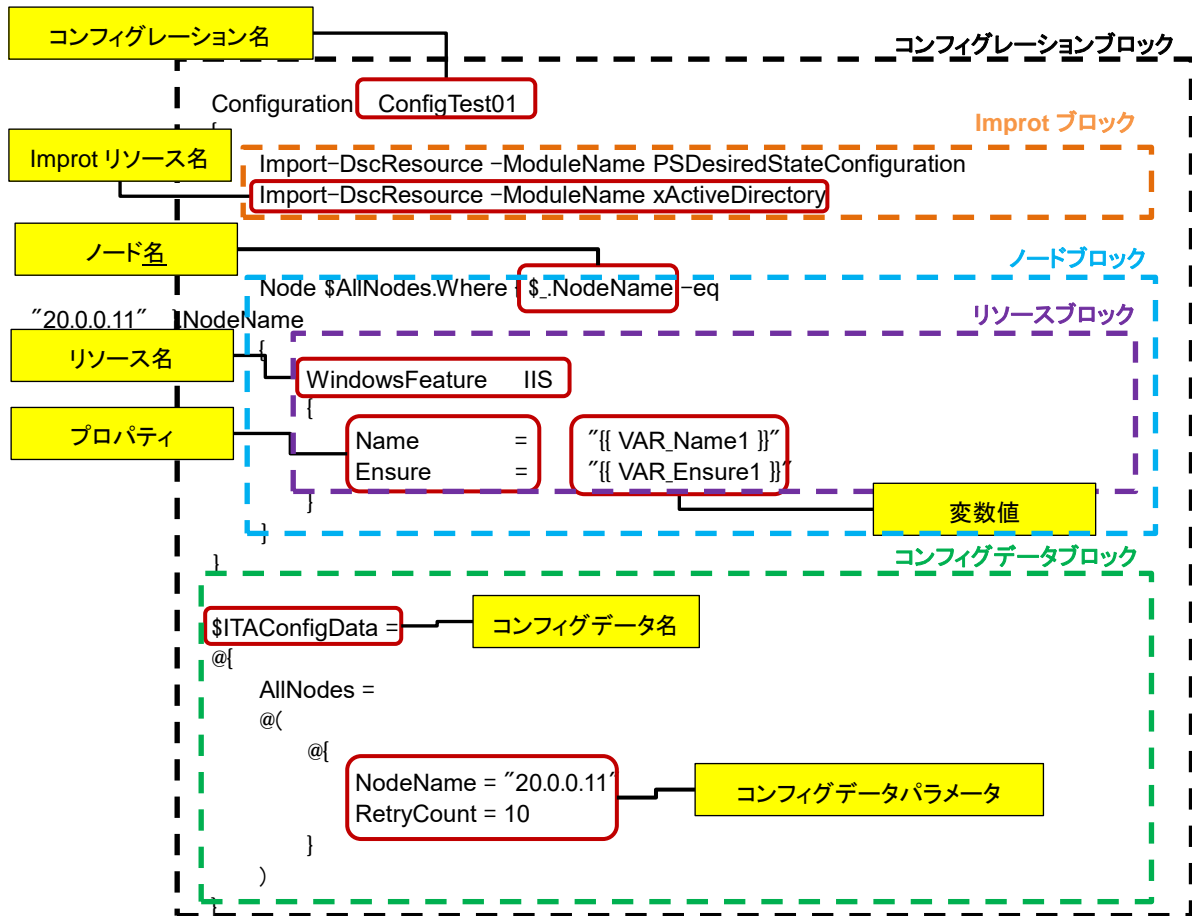 コンフィグレーション名
コンフィグレーションブロック
Configuration ConfigTest01
{
Improt ブロック
Improt リソース名
Import-DscResource -ModuleName PSDesiredStateConfiguration
Import-DscResource -ModuleName xActiveDirectory
ノード名
ノードブロック
Node $AllNodes.Where { $_.NodeName -eq
"20.0.0.11" }.NodeName
リソースブロック
{
リソース名
WindowsFeature IIS
{
プロパティ
Name = "{{ VAR_Name1 }}"
Ensure = "{{ VAR_Ensure1 }}"
}
変数値
}
}
コンフィグデータブロック
$ITAConfigData =
コンフィグデータ名
@{
AllNodes =
@(
@{
NodeName = "20.0.0.11"
RetryCount = 10
コンフィグデータパラメータ
}
)
}